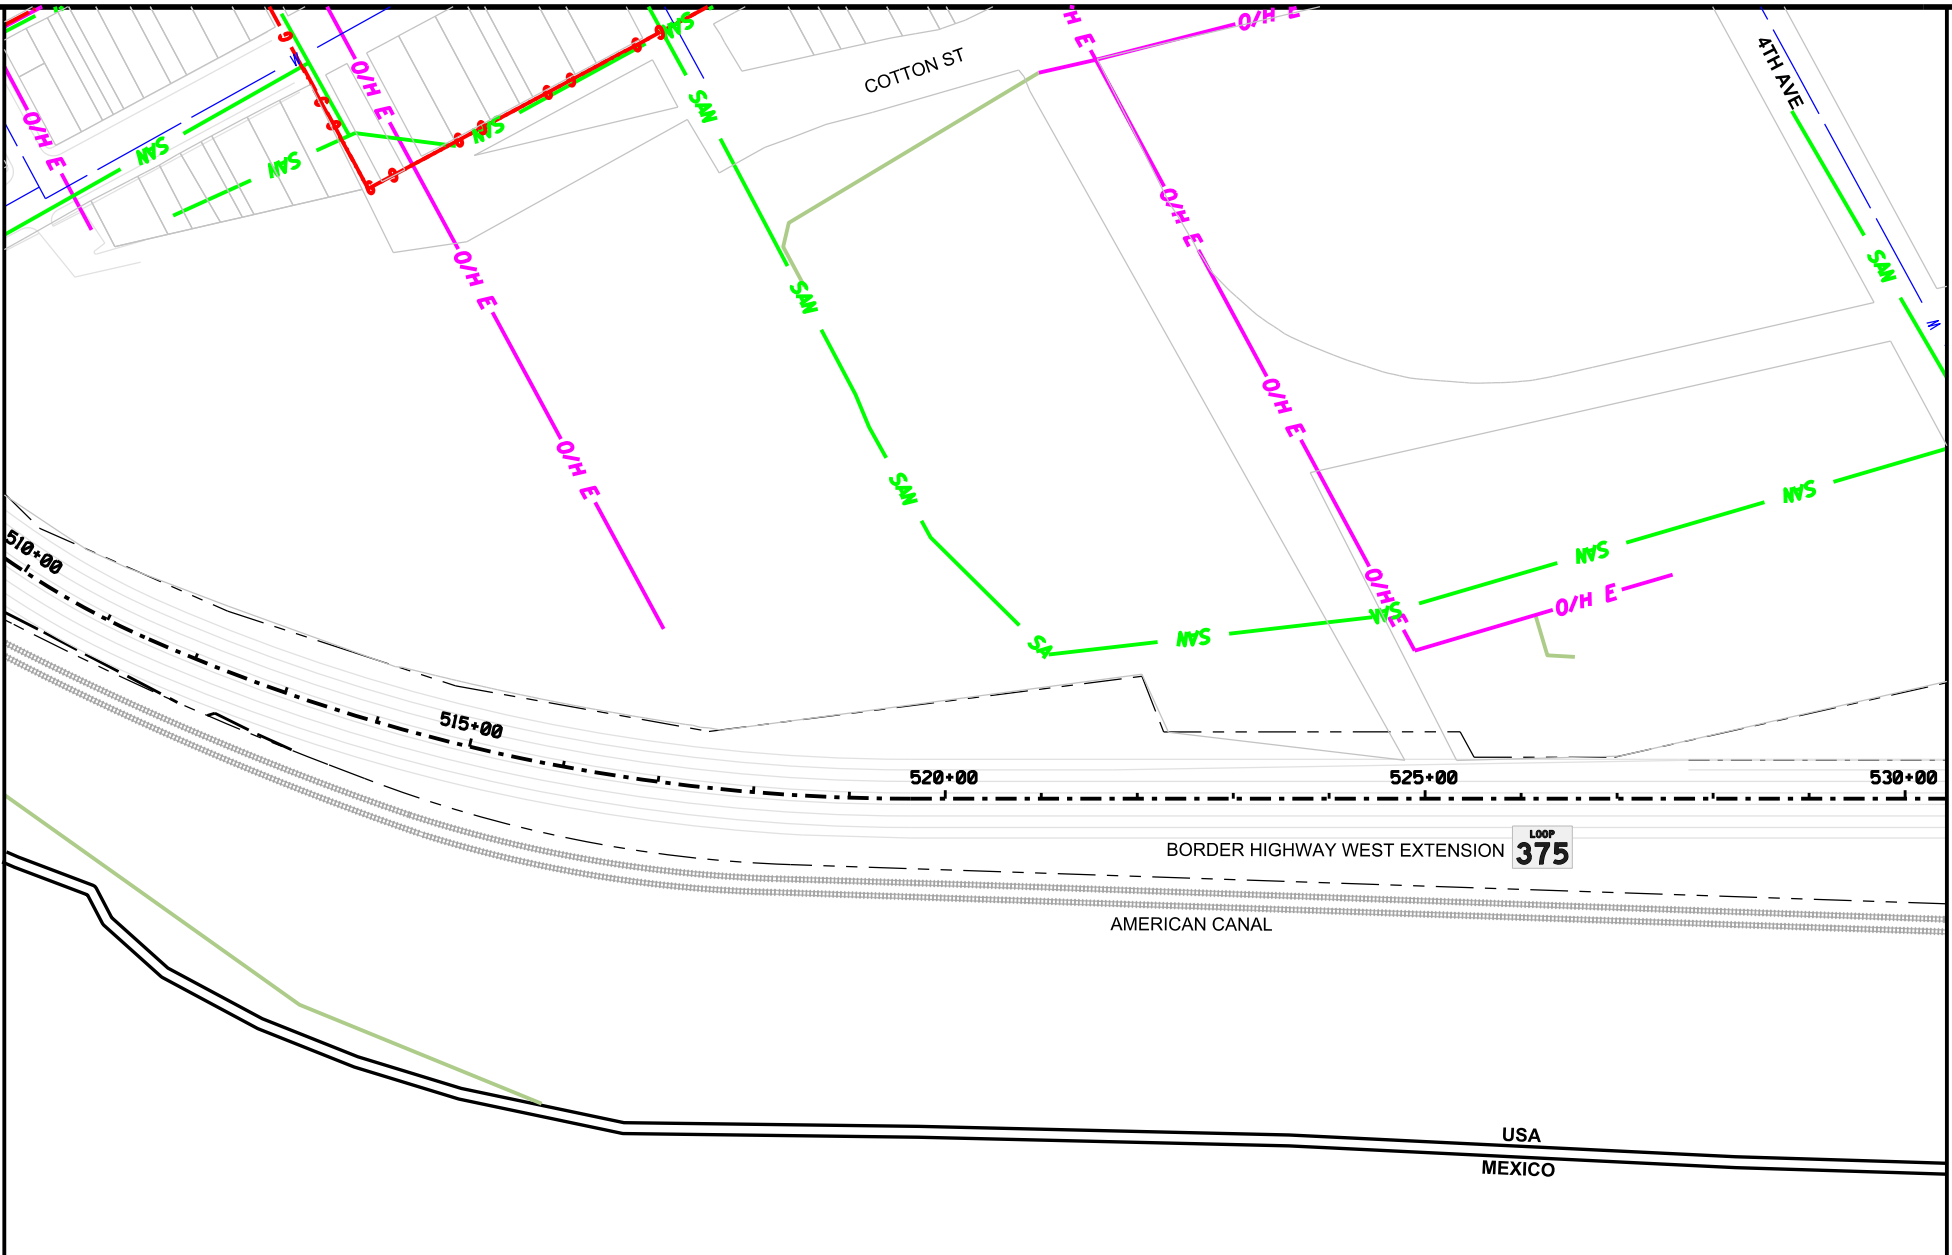 O/H E
H E
COTTON ST
4TH AVE
O/H E
O/H E
SAN
SAN
SAN
SAN
SAN
G
G
G
G
G
G
G
G
G
G
G
W
O/H E
O/H E
O/H E
SAN
SAN
W
O/H E
O/H E
SAN
SAN
SAN
510+00
O/H E
O/H E
SAN
SAN
SA
515+00
520+00
525+00
530+00
LOOP
375
BORDER HIGHWAY WEST EXTENSION
AMERICAN CANAL
USA
MEXICO